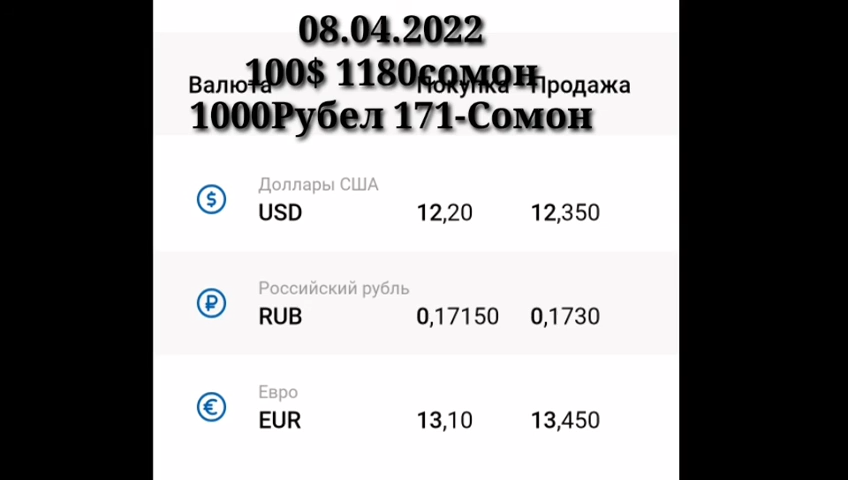 08.04.2022
100$ 1180сомон
Валюта Покупка Продажа
1000Рубел 171-Сомон
Доллары США
USD 12,20 12,350
Российский рубль
RUB 0,17150 0,1730
Евро
EUR 13,10 13,450